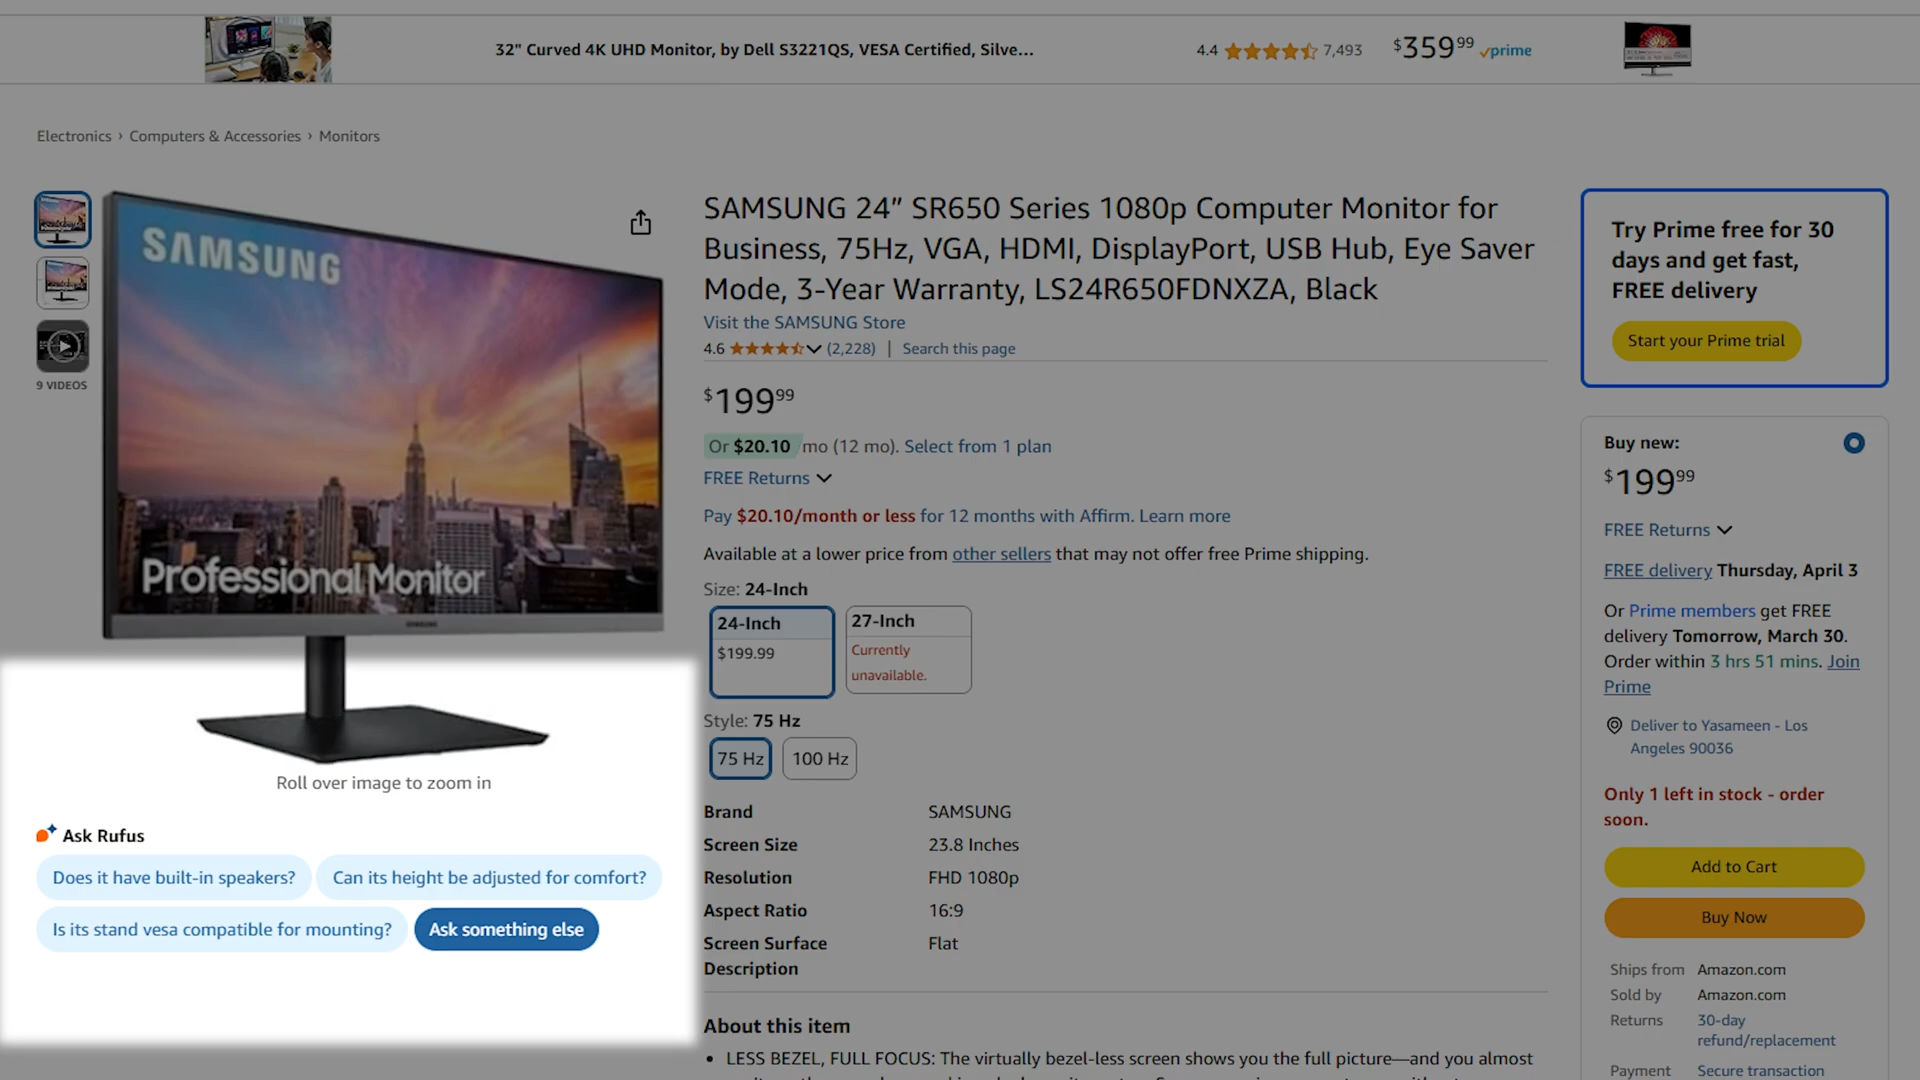 32" Curved 4K UHD Monitor, by Dell S3221QS, VESA Certified, Silve...
4.4 7,493 $359 99 prime
Electronics › Computers & Accessories › Monitors
SAMSUNG
Professional Monitor
9 VIDEOS
Roll over image to zoom in
Ask Rufus
Does it have built-in speakers?
Can its height be adjusted for comfort?
Is its stand vesa compatible for mounting?
Ask something else
SAMSUNG 24” SR650 Series 1080p Computer Monitor for
Business, 75Hz, VGA, HDMI, DisplayPort, USB Hub, Eye Saver
Mode, 3-Year Warranty, LS24R650FDNXZA, Black
Visit the SAMSUNG Store
4.6 (2,228) | Search this page
$199 99
Or $20.10 /mo (12 mo). Select from 1 plan
FREE Returns
Pay $20.10/month or less for 12 months with Affirm. Learn more
Available at a lower price from other sellers that may not offer free Prime shipping.
Size: 24-Inch
24-Inch
$199.99
27-Inch
Currently
unavailable.
Style: 75 Hz
75 Hz
100 Hz
Brand SAMSUNG
Screen Size 23.8 Inches
Resolution FHD 1080p
Aspect Ratio 16:9
Screen Surface Flat
Description
About this item
• LESS BEZEL, FULL FOCUS: The virtually bezel-less screen shows you the full picture—and you almost
Try Prime free for 30
days and get fast,
FREE delivery
Start your Prime trial
Buy new:
$199 99
FREE Returns
FREE delivery Thursday, April 3
Or Prime members get FREE
delivery Tomorrow, March 30.
Order within 3 hrs 51 mins. Join
Prime
Deliver to Yasameen - Los
Angeles 90036
Only 1 left in stock - order
soon.
Add to Cart
Buy Now
Ships from Amazon.com
Sold by Amazon.com
Returns 30-day
refund/replacement
Payment Secure transaction